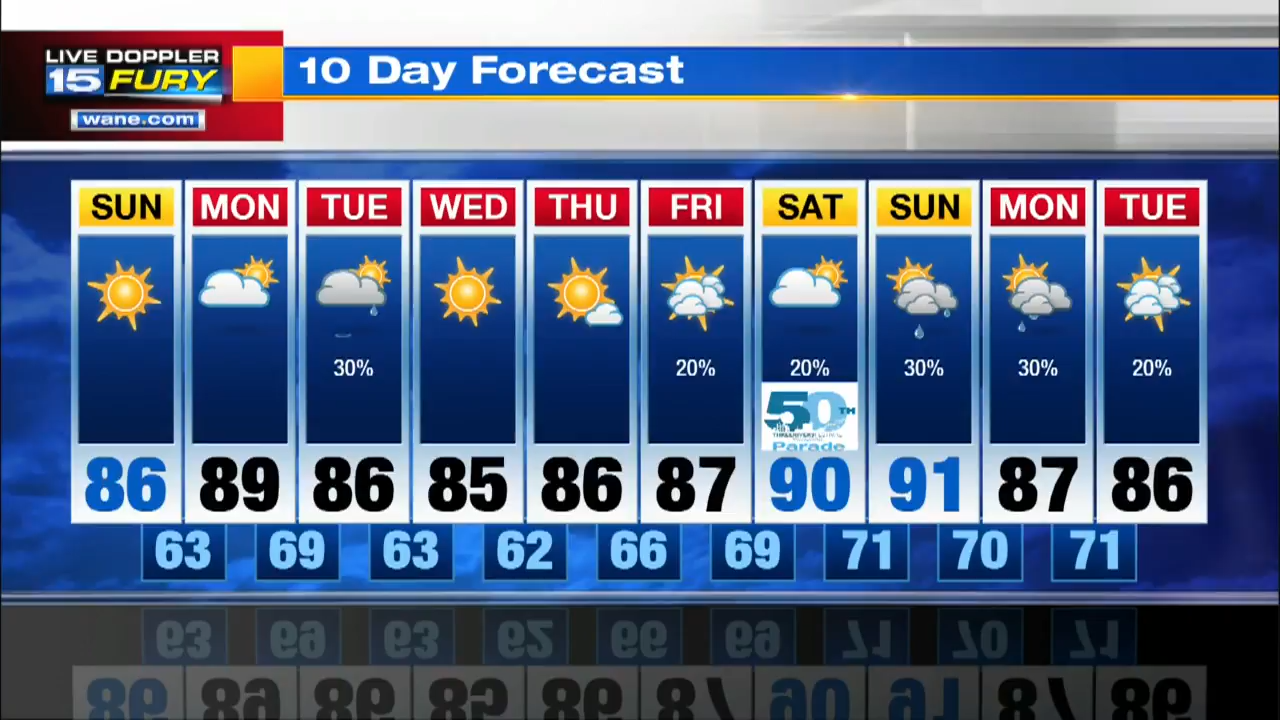 LIVE DOPPLER
15 FURY
wane.com
10 Day Forecast
SUN MON TUE WED THU FRI SAT SUN MON TUE
30% 20% 20% 30% 30% 20%
50TH
Parade
86 89 86 85 86 87 90 91 87 86
63 69 63 62 66 69 71 70 71